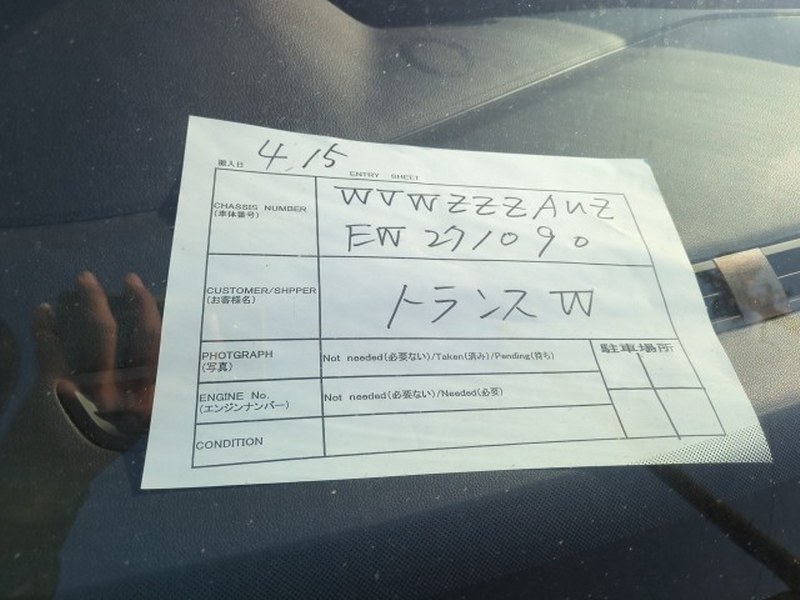 搬入日 4.15
ENTRY SHEET
CHASSIS NUMBER
(車体番号)
WVWZZZAUZ
EW271090
CUSTOMER/SHPPER
(お客様名)
トランスW
PHOTGRAPH
(写真)
Not needed(必要ない)/Taken(済み)/Pending(待ち)
駐車場所
ENGINE No.
(エンジンナンバー)
Not needed(必要ない)/Needed(必要)
CONDITION